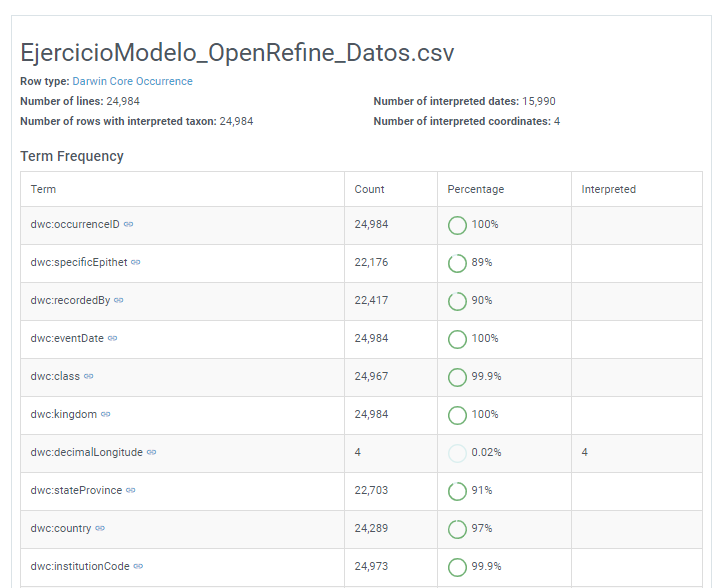 EjercicioModelo_OpenRefine_Datos.csv
Row type: Darwin Core Occurrence
Number of lines: 24,984 Number of interpreted dates: 15,990
Number of rows with interpreted taxon: 24,984 Number of interpreted coordinates: 4
Term Frequency
Term Count Percentage Interpreted
dwc:occurrenceID 24,984 100%
dwc:specificEpithet 22,176 89%
dwc:recordedBy 22,417 90%
dwc:eventDate 24,984 100%
dwc:class 24,967 99.9%
dwc:kingdom 24,984 100%
dwc:decimalLongitude 4 0.02% 4
dwc:stateProvince 22,703 91%
dwc:country 24,289 97%
dwc:institutionCode 24,973 99.9%